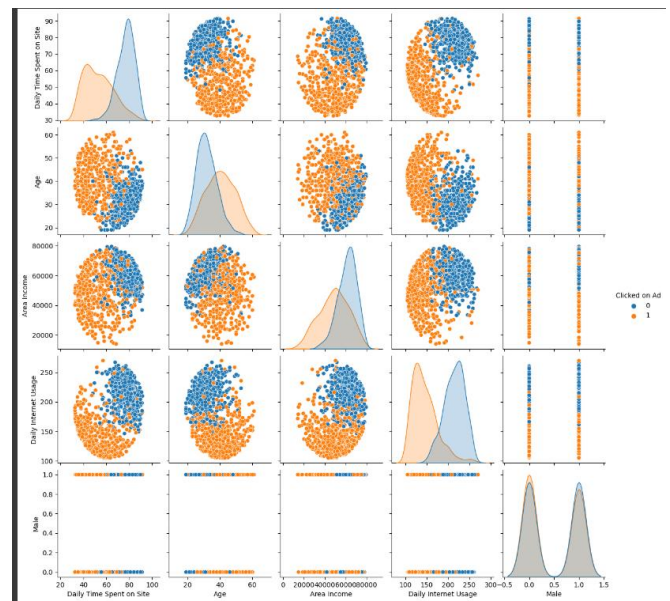 Daily Time Spent on Site
90
80
70
60
50
40
30
Age
60
50
40
30
20
Area Income
80000
60000
40000
20000
Clicked on Ad
0
1
Daily Internet Usage
250
200
150
100
Male
1.0
0.8
0.6
0.4
0.2
0.0
20 40 60 80 100
20 40 60
0 20000 40000 60000 80000
100 200 300
−0.5 0.0 0.5 1.0 1.5
Daily Time Spent on Site
Age
Area Income
Daily Internet Usage
Male